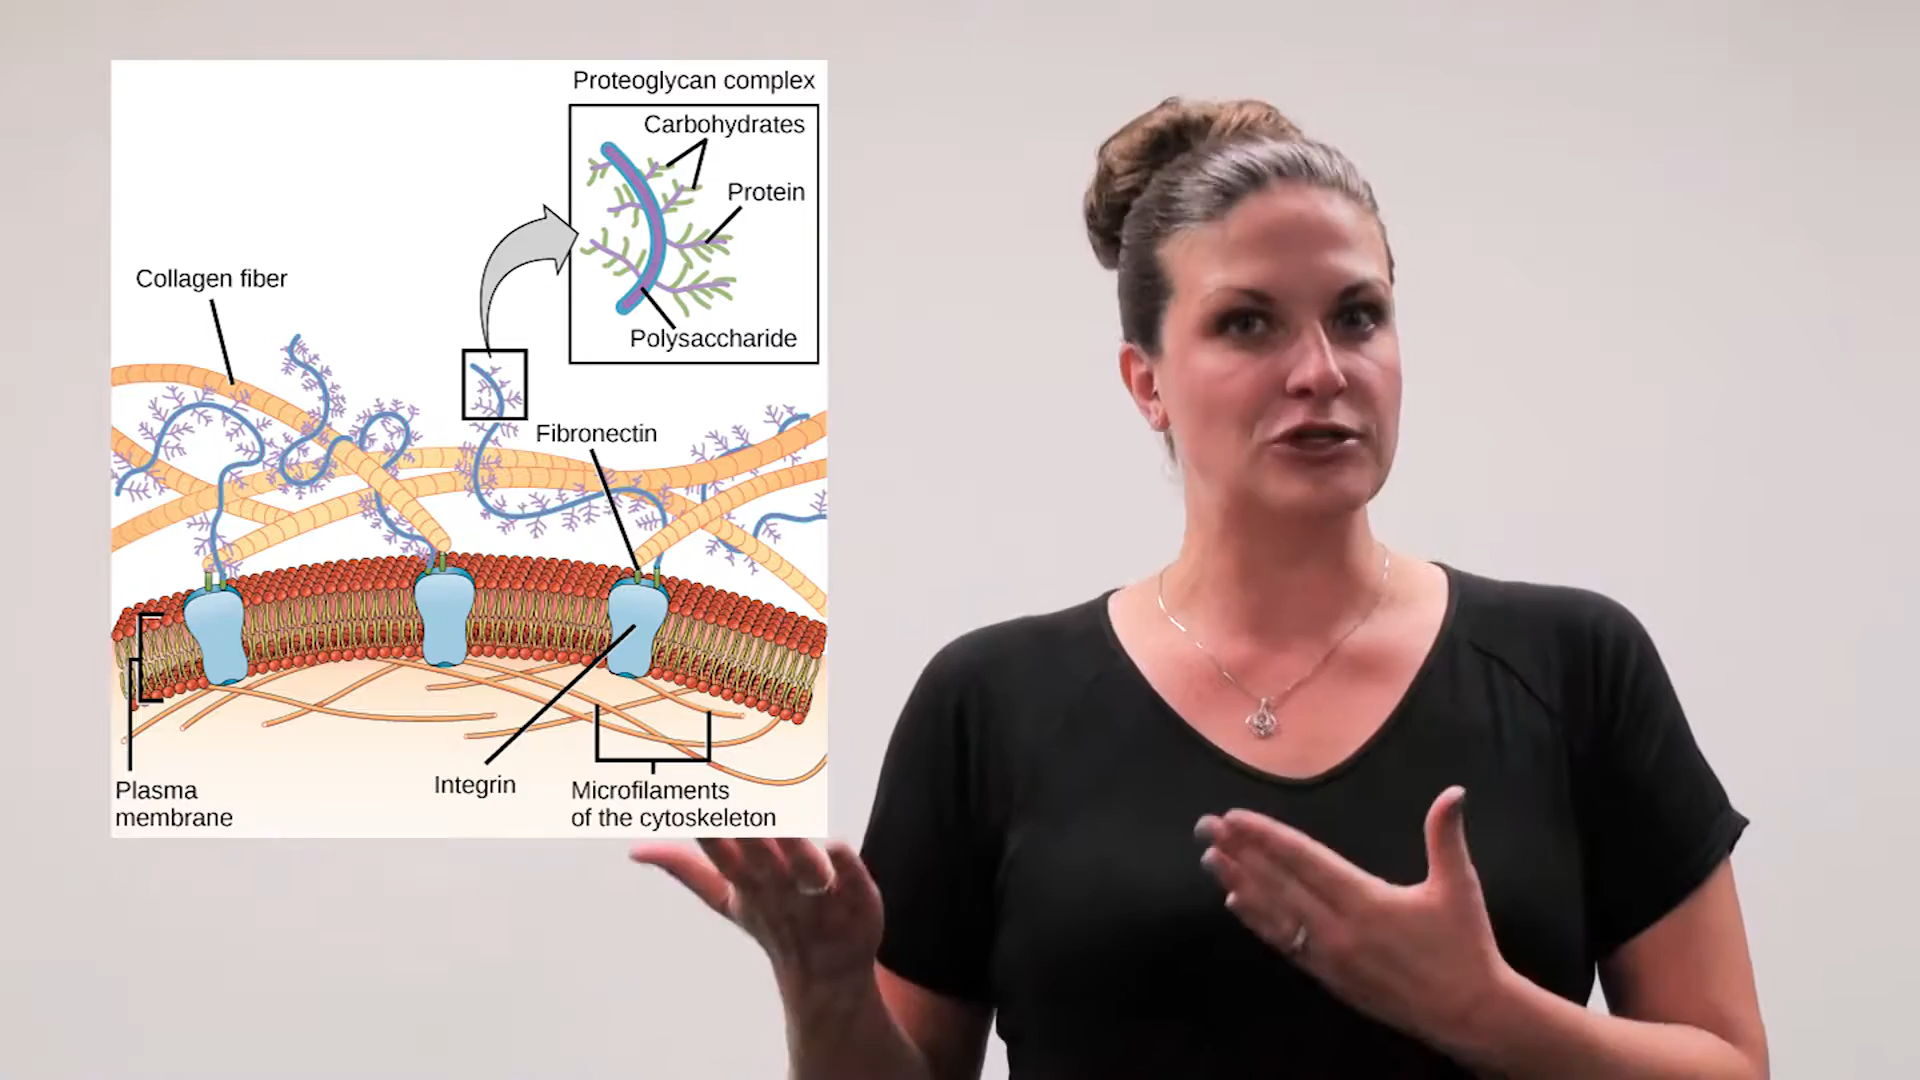 Proteoglycan complex
Carbohydrates
Protein
Polysaccharide
Collagen fiber
Fibronectin
Integrin
Plasma
membrane
Microfilaments
of the cytoskeleton